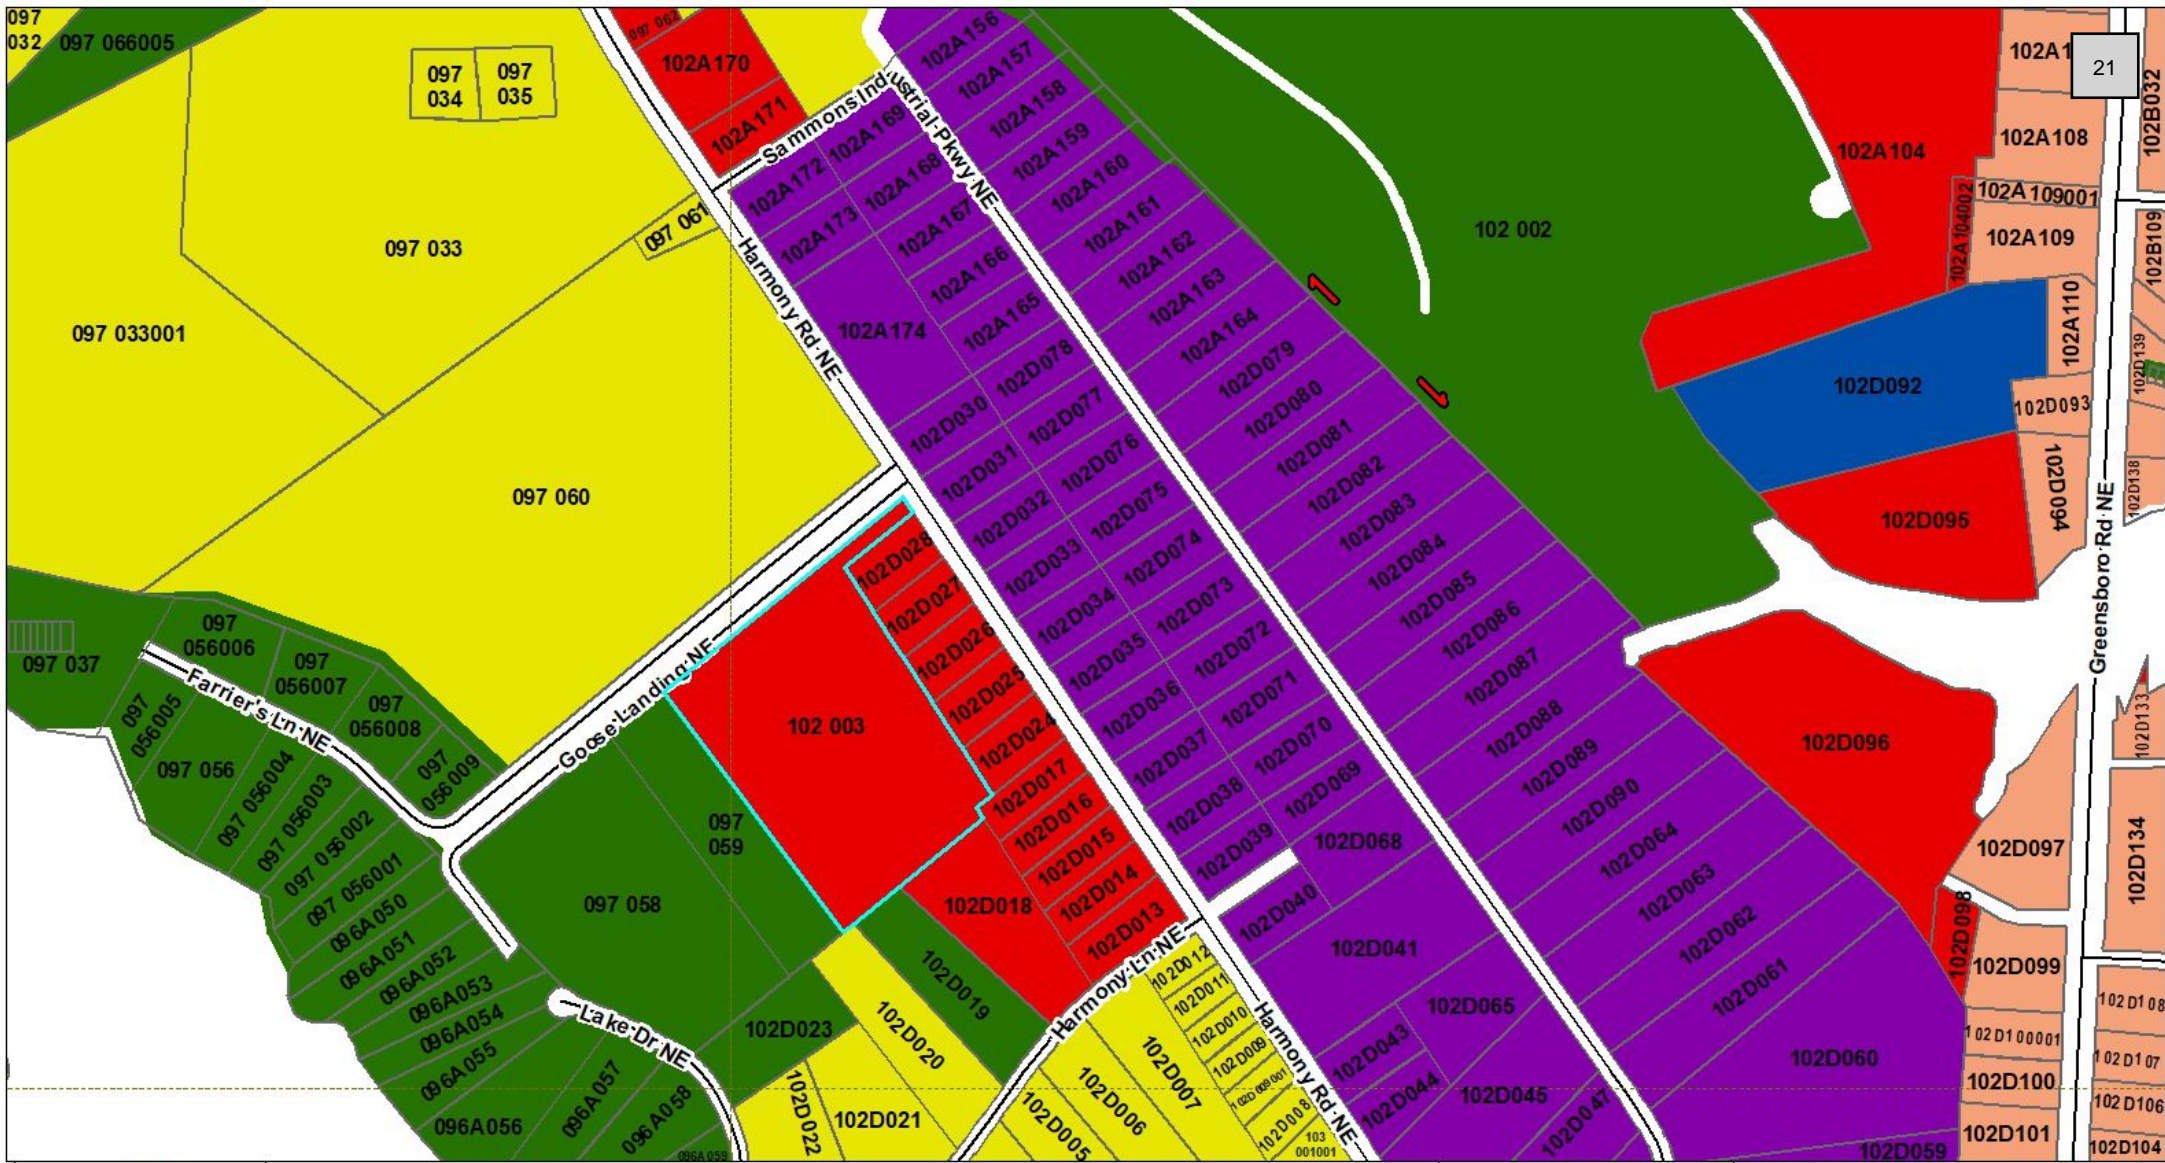 097
032
097 066005
097
034
097
035
097 033
097 033001
097 060
097 061
097 062
102A170
102A171
Sammons Industrial Pkwy NE
102A156
102A157
102A158
102A159
102A160
102A161
102A162
102A163
102A164
102D079
102D080
102D081
102D082
102D083
102D084
102D085
102D086
102D087
102D088
102D089
102D090
102D064
102D063
102D062
102D061
102D060
102D059
102A169
102A168
102A167
102A166
102A165
102D078
102D077
102D076
102D075
102D074
102D073
102D072
102D071
102D070
102D069
102D068
102A172
102A173
102A174
102D030
102D031
102D032
102D033
102D034
102D035
102D036
102D037
102D038
102D039
102D040
102D041
102D065
102D043
102D044
102D045
102D047
Harmony Rd NE
Harmony Rd NE
102 002
102A104
102A104002
102A1
21
102B032
102A108
102A109001
102A109
102B109
102A110
102D139
102D092
102D093
102D094
102D138
102D095
Greensboro Rd NE
102D096
102D133
102D097
102D134
102D098
102D099
102D108
102D100001
102D107
102D100
102D106
102D101
102D104
Goose Landing NE
102 003
102D028
102D027
102D026
102D025
102D024
102D017
102D016
102D015
102D014
102D013
102D018
102D019
Harmony Ln NE
102D012
102D011
102D010
102D009
102D009001
102D008
103
001001
102D007
102D006
102D005
102D020
102D021
102D022
102D023
097
059
097 058
097 037
097
056006
097
056007
097
056008
097
056009
Farrier's Ln NE
097
056005
097 056
097 056004
097 056003
097 056002
097 056001
096A050
096A051
096A052
096A053
096A054
096A055
096A056
096A057
096A058
096A059
Lake Dr NE